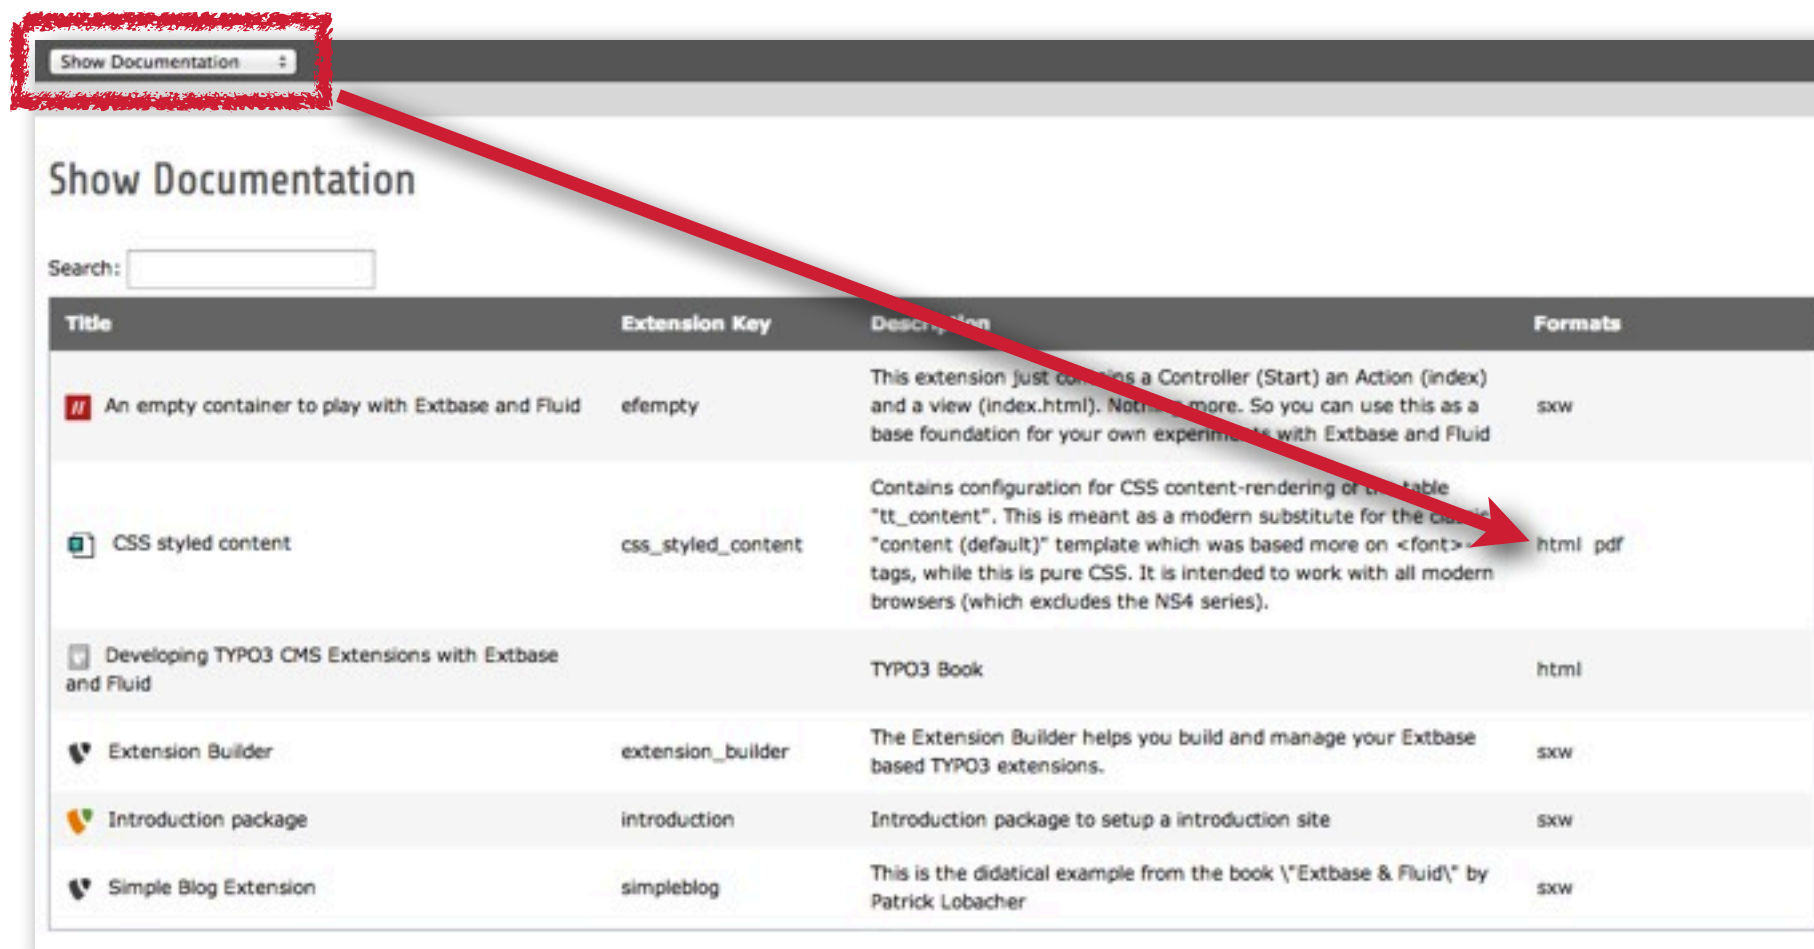 Show Documentation
Show Documentation
Search:
Title Extension Key Description Formats
This extension just contains a Controller (Start) an Action (index)
An empty container to play with Extbase and Fluid efempty and a view (index.html). Nothing more. So you can use this as a sxw
base foundation for your own experiments with Extbase and Fluid
Contains configuration for CSS content-rendering of the table
"tt_content". This is meant as a modern substitute for the classic
CSS styled content css_styled_content "content (default)" template which was based more on <font>- html pdf
tags, while this is pure CSS. It is intended to work with all modern
browsers (which excludes the NS4 series).
Developing TYPO3 CMS Extensions with Extbase
and Fluid TYPO3 Book html
The Extension Builder helps you build and manage your Extbase
Extension Builder extension_builder based TYPO3 extensions. sxw
Introduction package introduction Introduction package to setup a introduction site sxw
This is the didatical example from the book \"Extbase & Fluid\" by
Simple Blog Extension simpleblog Patrick Lobacher sxw